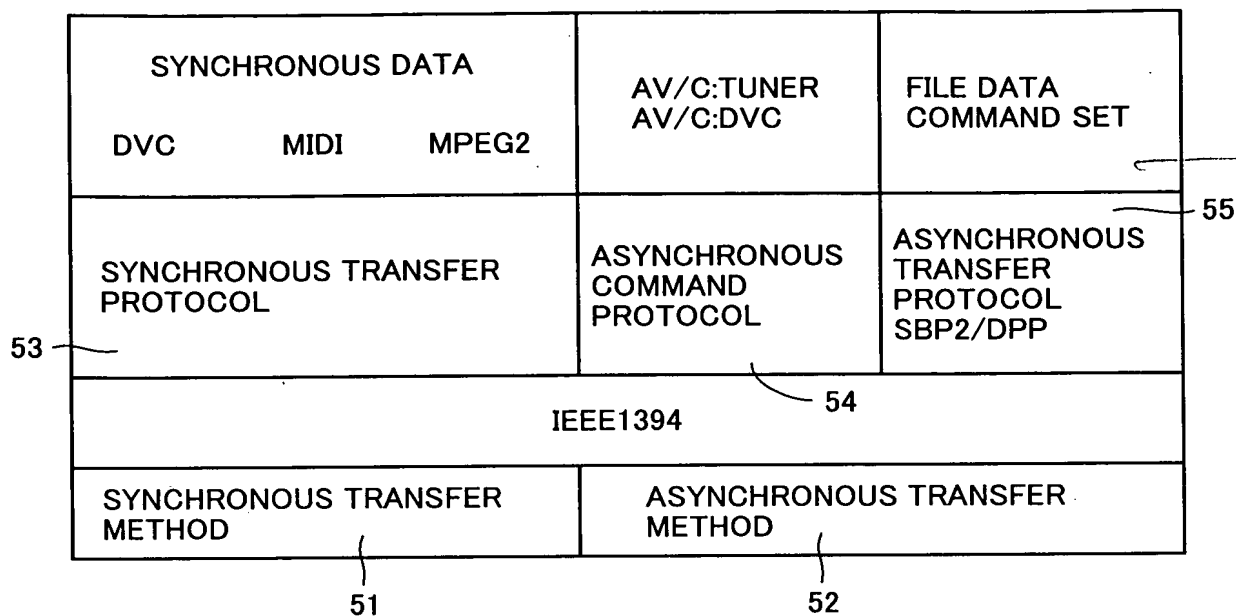 SYNCHRONOUS DATA
DVC MIDI MPEG2
AV/C:TUNER
AV/C:DVC
FILE DATA
COMMAND SET
55
SYNCHRONOUS TRANSFER
PROTOCOL
53
ASYNCHRONOUS
COMMAND
PROTOCOL
54
ASYNCHRONOUS
TRANSFER
PROTOCOL
SBP2/DPP
IEEE1394
SYNCHRONOUS TRANSFER
METHOD
51
ASYNCHRONOUS TRANSFER
METHOD
52